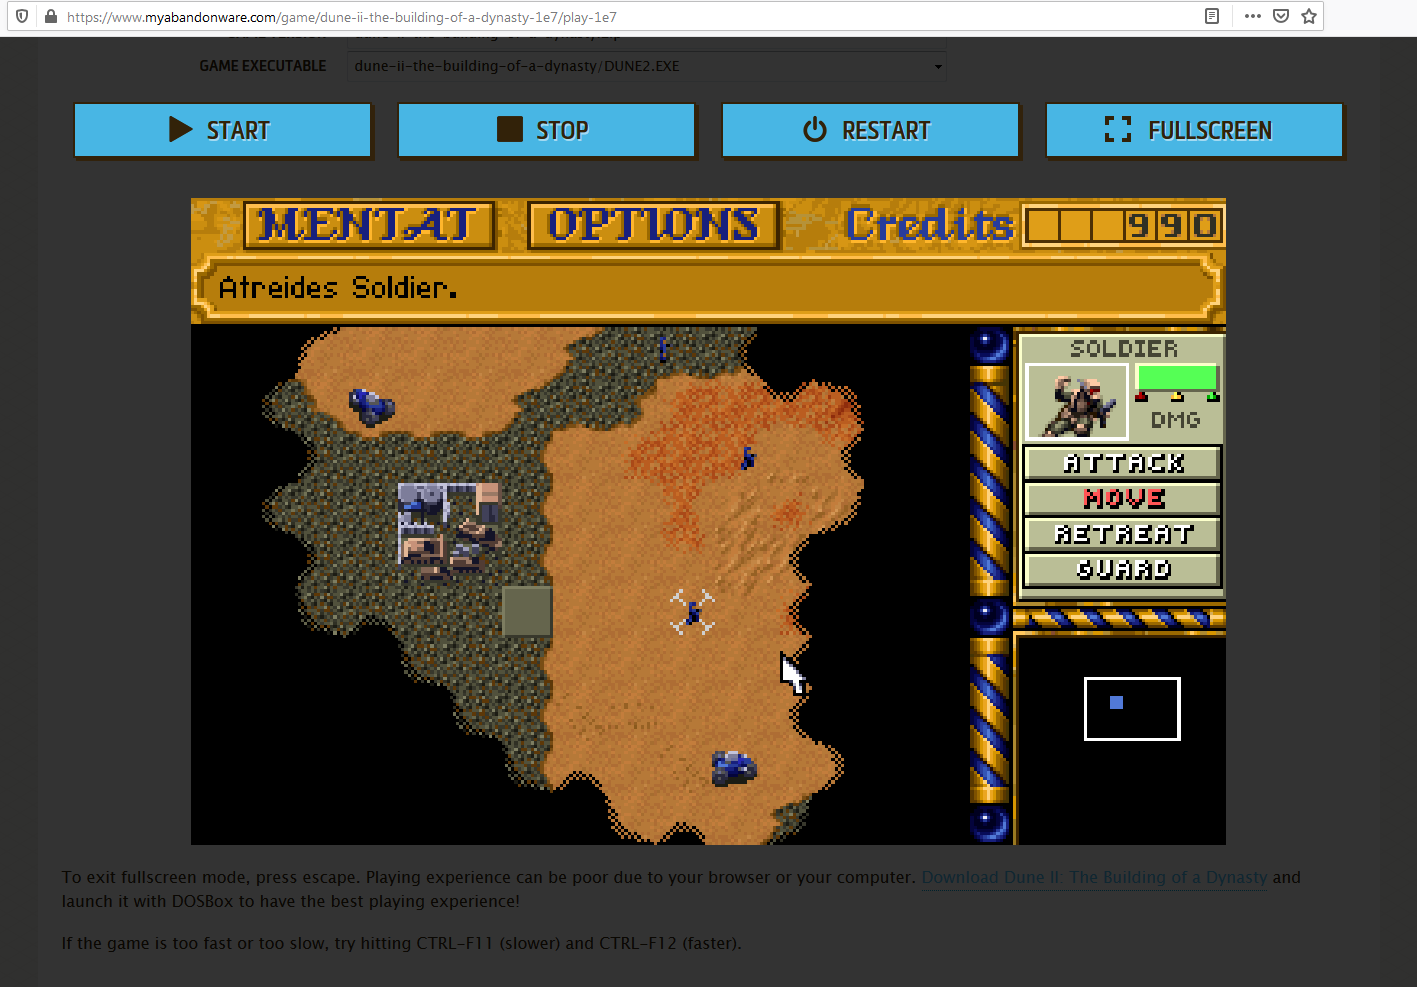 https://www.myabandonware.com/game/dune-ii-the-building-of-a-dynasty-1e7/play-1e7
GAME EXECUTABLE dune-ii-the-building-of-a-dynasty/DUNE2.EXE
START STOP RESTART FULLSCREEN
MENTAT OPTIONS Credits 990
Atreides Soldier.
SOLDIER
DMG
ATTACK
MOVE
RETREAT
GUARD
To exit fullscreen mode, press escape. Playing experience can be poor due to your browser or your computer. Download Dune II: The Building of a Dynasty and
launch it with DOSBox to have the best playing experience!
If the game is too fast or too slow, try hitting CTRL-F11 (slower) and CTRL-F12 (faster).